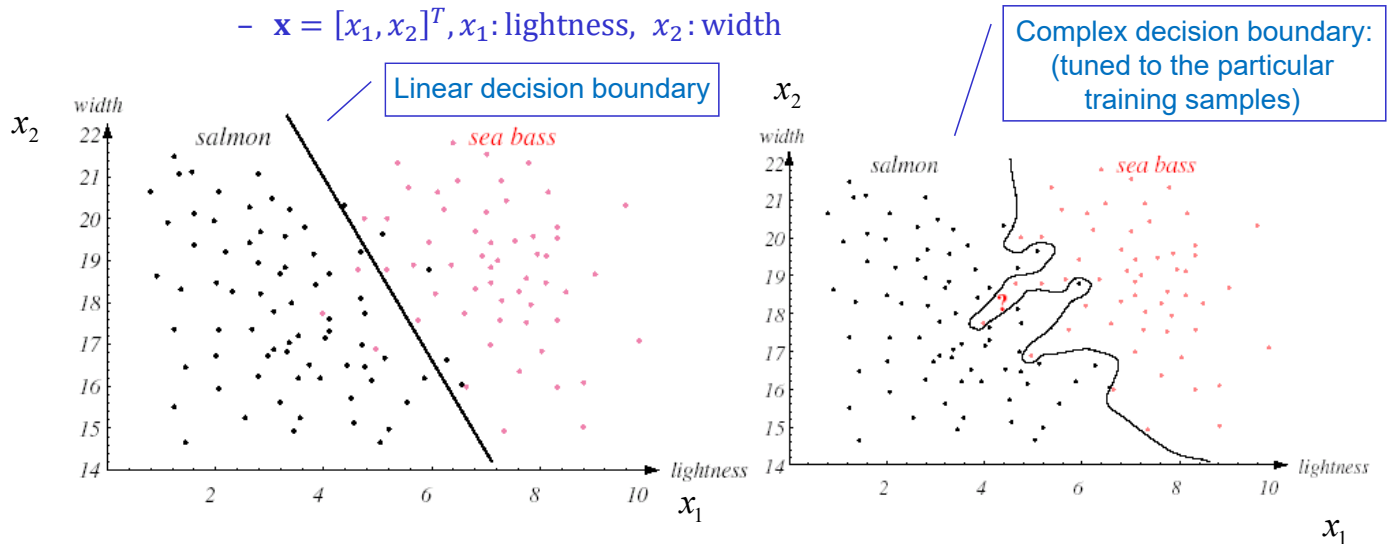 – 𝐱 = [𝑥₁, 𝑥₂]ᵀ, 𝑥₁: lightness, 𝑥₂: width
Linear decision boundary
x₂
width
salmon
sea bass
22
21
20
19
18
17
16
15
14
2
4
6
8
10
lightness
x₁
Complex decision boundary:
(tuned to the particular
training samples)
x₂
width
salmon
sea bass
22
21
20
19
18
17
16
15
14
?
2
4
6
8
10
lightness
x₁